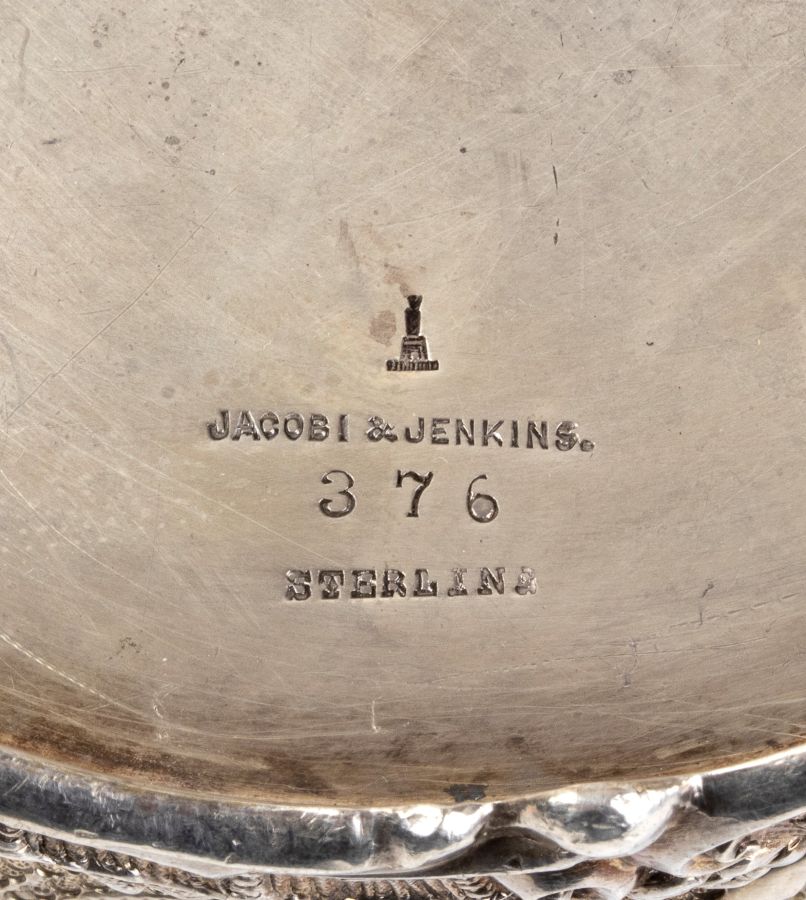 JACOBI & JENKINS.
376
STERLING